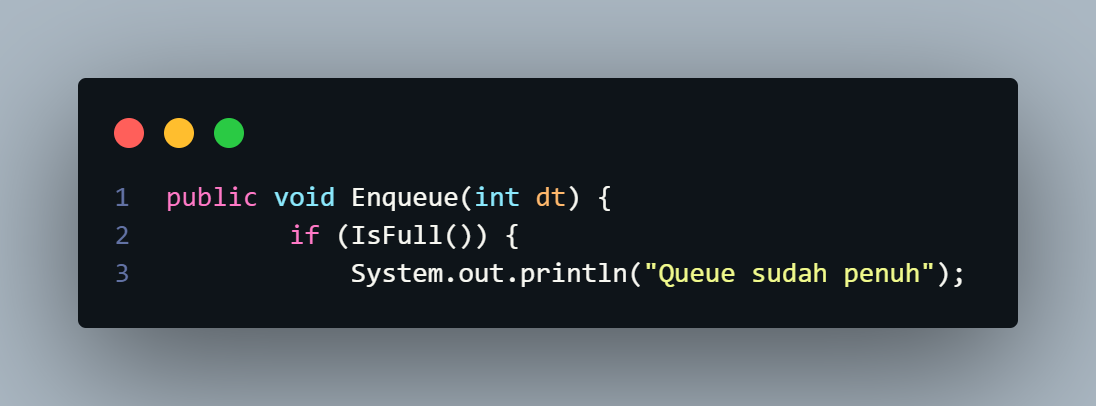 1 public void Enqueue(int dt) {
2 if (IsFull()) {
3 System.out.println("Queue sudah penuh");